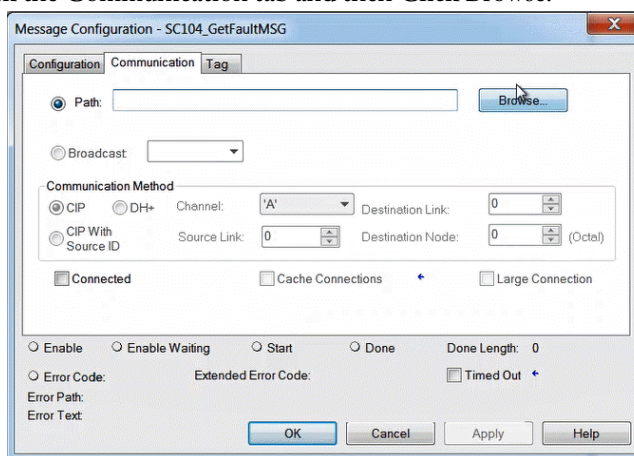 the Communication tab and then Click Browse.
Message Configuration - SC104_GetFaultMSG
X
Configuration Communication Tag
Path: Browse...
Broadcast:
Communication Method
CIP DH+ Channel: 'A' Destination Link: 0
CIP With Source ID Source Link: 0 Destination Node: 0 (Octal)
Connected Cache Connections Large Connection
Enable Enable Waiting Start Done Done Length: 0
Error Code: Extended Error Code: Timed Out
Error Path:
Error Text:
OK Cancel Apply Help